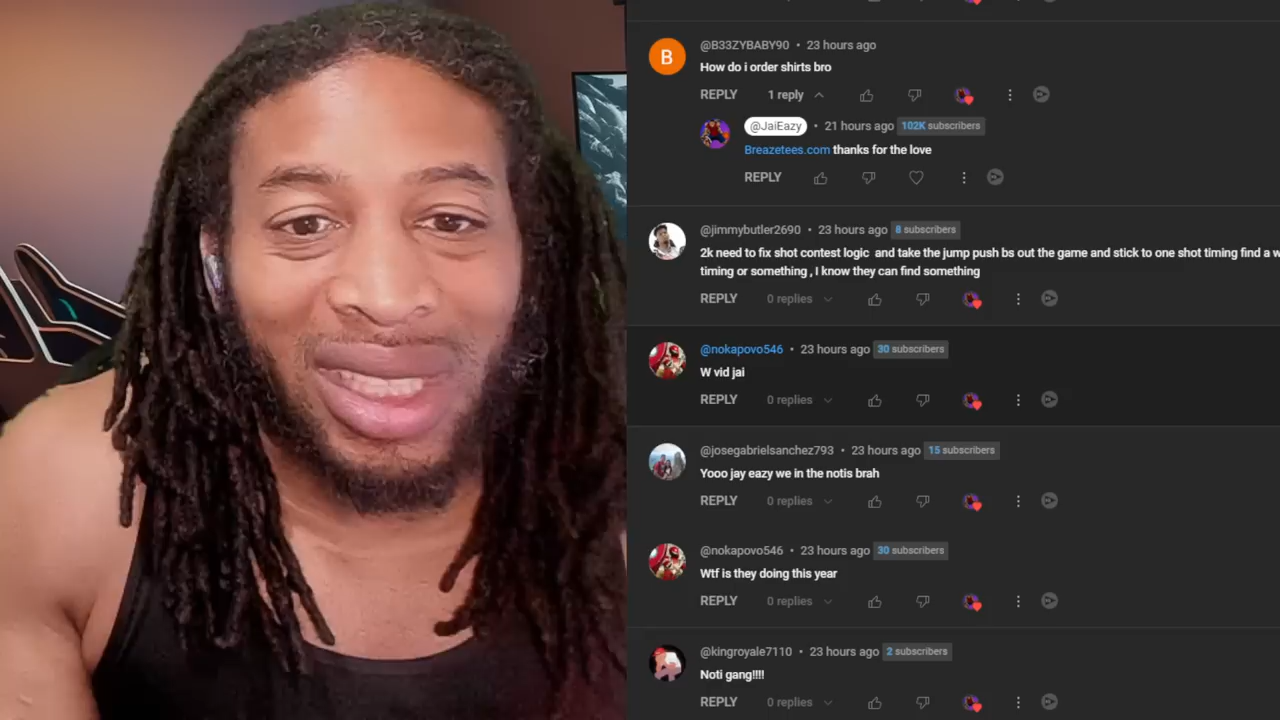 @B33ZYBABY90 • 23 hours ago
B
How do i order shirts bro
REPLY 1 reply
@JaiEazy • 21 hours ago 102K subscribers
Breazetees.com thanks for the love
REPLY
@jimmybutler2690 • 23 hours ago 8 subscribers
2k need to fix shot contest logic and take the jump push bs out the game and stick to one shot timing find a
timing or something , I know they can find something
REPLY 0 replies
@nokapovo546 • 23 hours ago 30 subscribers
W vid jai
REPLY 0 replies
@josegabrielsanchez793 • 23 hours ago 15 subscribers
Yooo jay eazy we in the notis brah
REPLY 0 replies
@nokapovo546 • 23 hours ago 30 subscribers
Wtf is they doing this year
REPLY 0 replies
@kingroyale7110 • 23 hours ago 2 subscribers
Noti gang!!!!
REPLY 0 replies